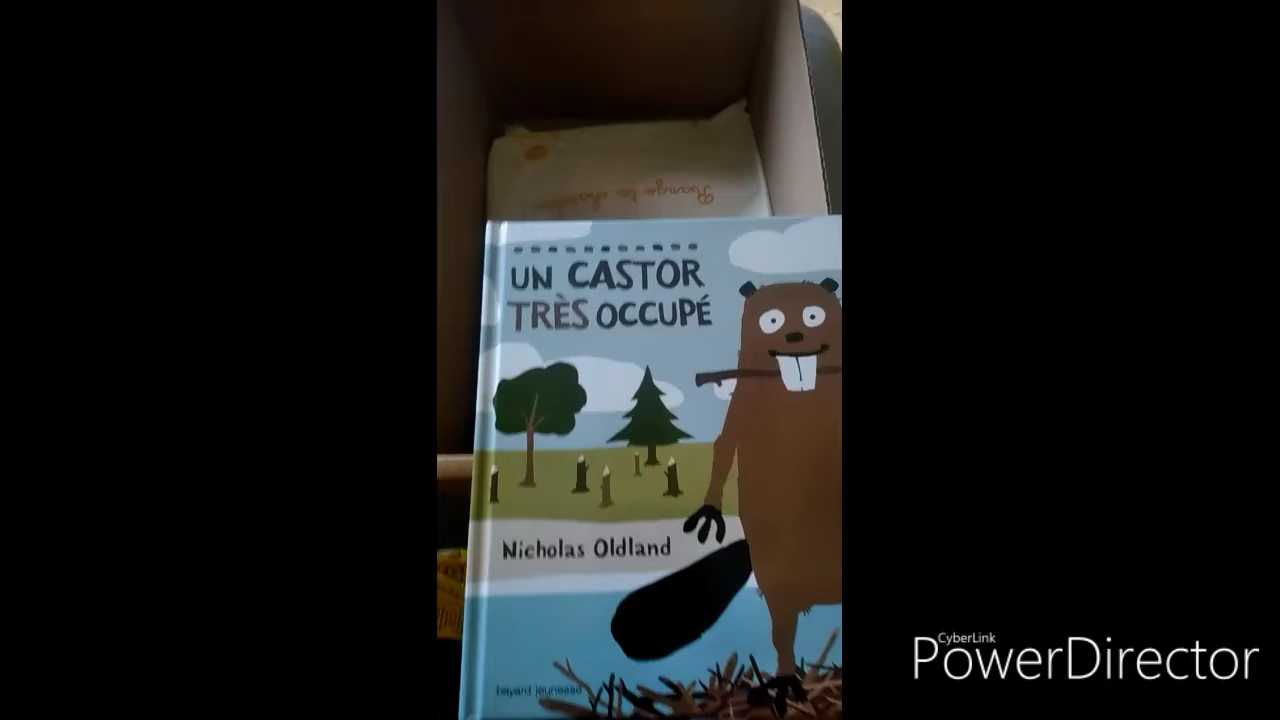 UN CASTOR
TRÈS OCCUPÉ
Nicholas Oldland
bayard jeunesse
CyberLink
PowerDirector